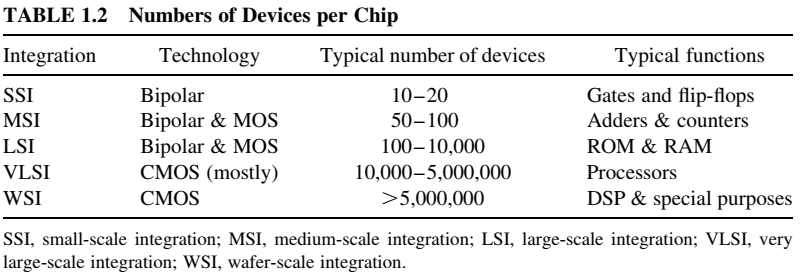 TABLE 1.2 Numbers of Devices per Chip
Integration Technology Typical number of devices Typical functions
SSI Bipolar 10–20 Gates and flip-flops
MSI Bipolar & MOS 50–100 Adders & counters
LSI Bipolar & MOS 100–10,000 ROM & RAM
VLSI CMOS (mostly) 10,000–5,000,000 Processors
WSI CMOS >5,000,000 DSP & special purposes
SSI, small-scale integration; MSI, medium-scale integration; LSI, large-scale integration; VLSI, very
large-scale integration; WSI, wafer-scale integration.